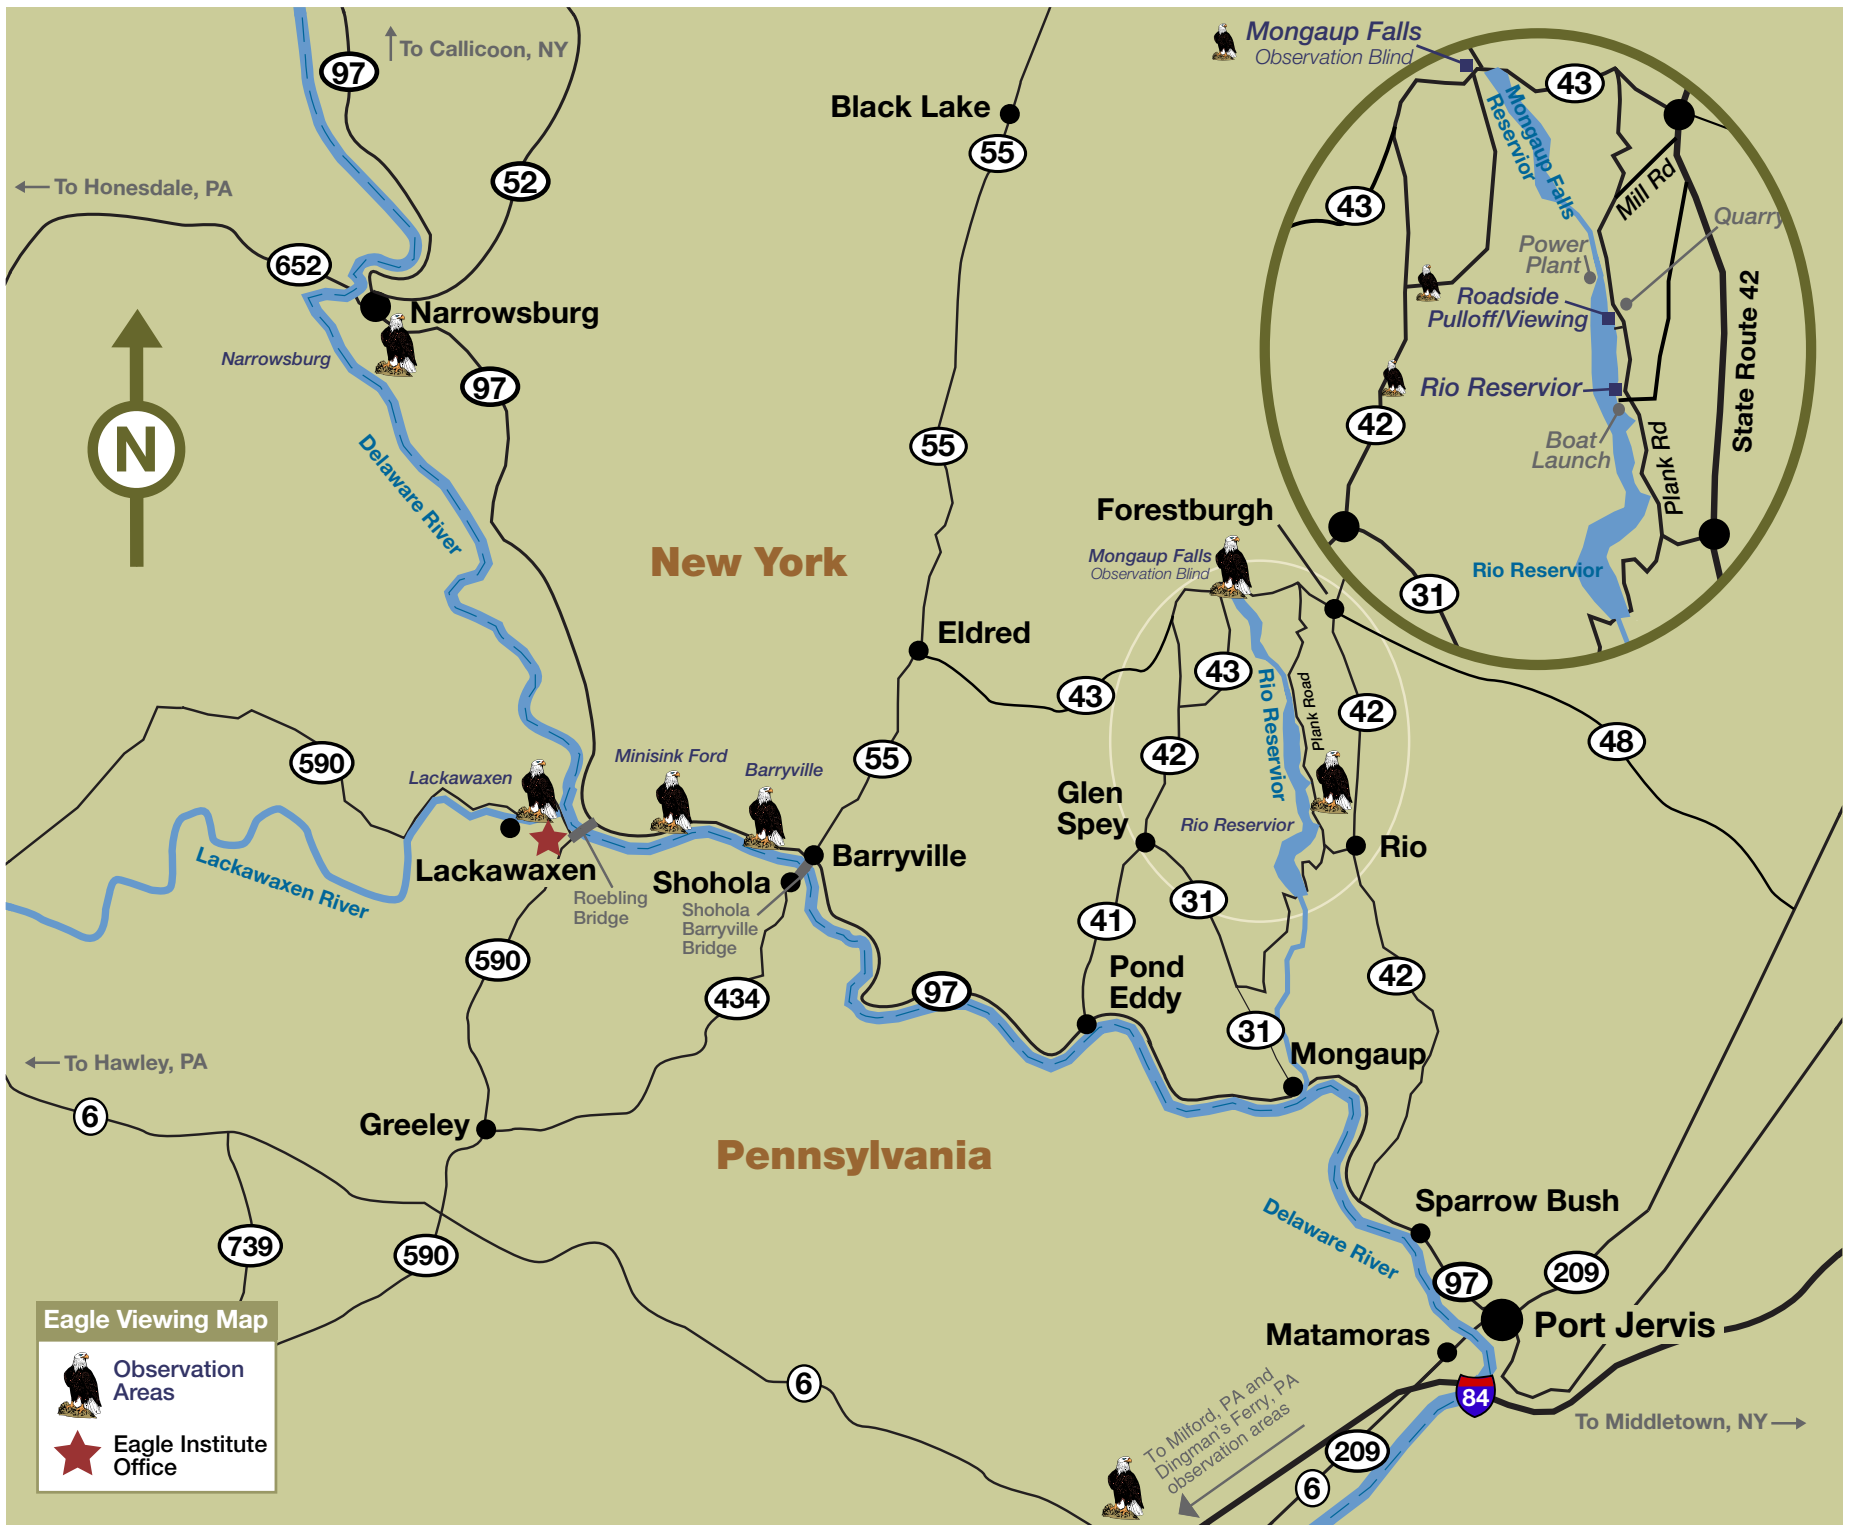 To Callicoon, NY
97
52
To Honesdale, PA
652
Narrowsburg
Narrowsburg
97
N
Delaware River
Black Lake
55
55
New York
Eldred
43
55
Mongaup Falls
Observation Blind
43
43
Mongaup Falls
Reservior
Mill Rd
Quarry
Power
Plant
Roadside
Pulloff/Viewing
Rio Reservior
42
Boat
Launch
Plank Rd
State Route 42
Rio Reservior
31
Forestburgh
Mongaup Falls
Observation Blind
43
42
Rio Reservior
Plank Road
42
48
Glen
Spey
Rio Reservior
Rio
31
41
42
Pond
Eddy
31
Mongaup
590
Lackawaxen
Minisink Ford
Barryville
Lackawaxen River
Lackawaxen
Roebling
Bridge
Shohola
Barryville
Shohola
Barryville
Bridge
590
434
97
To Hawley, PA
6
Greeley
Pennsylvania
739
590
Delaware River
Sparrow Bush
97
209
Port Jervis
Matamoras
84
To Middletown, NY
6
To Milford, PA and
Dingman's Ferry, PA
observation areas
209
6
Eagle Viewing Map
Observation
Areas
Eagle Institute
Office